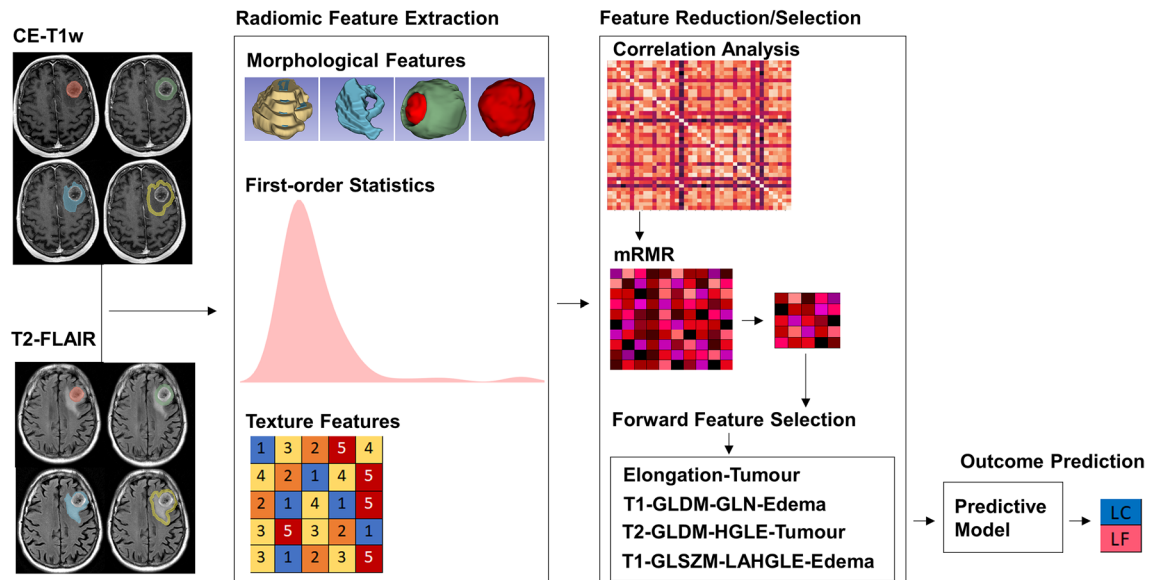 CE-T1w
T2-FLAIR
Radiomic Feature Extraction
Morphological Features
First-order Statistics
Texture Features
1 3 2 5 4
4 2 1 4 5
2 1 4 1 5
3 5 3 2 1
3 1 2 3 5
Feature Reduction/Selection
Correlation Analysis
mRMR
Forward Feature Selection
Elongation-Tumour
T1-GLDM-GLN-Edema
T2-GLDM-HGLE-Tumour
T1-GLSZM-LAHGLE-Edema
Outcome Prediction
Predictive
Model
LC
LF